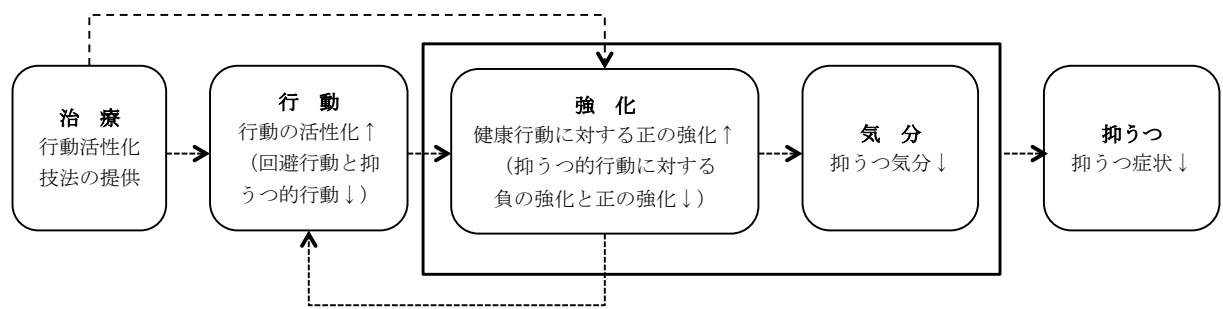 治　療
行動活性化
技法の提供
行　動
行動の活性化↑
（回避行動と抑
うつ的行動↓）
強　化
健康行動に対する正の強化↑
（抑うつ的行動に対する
負の強化と正の強化↓）
気　分
抑うつ気分↓
抑うつ
抑うつ症状↓